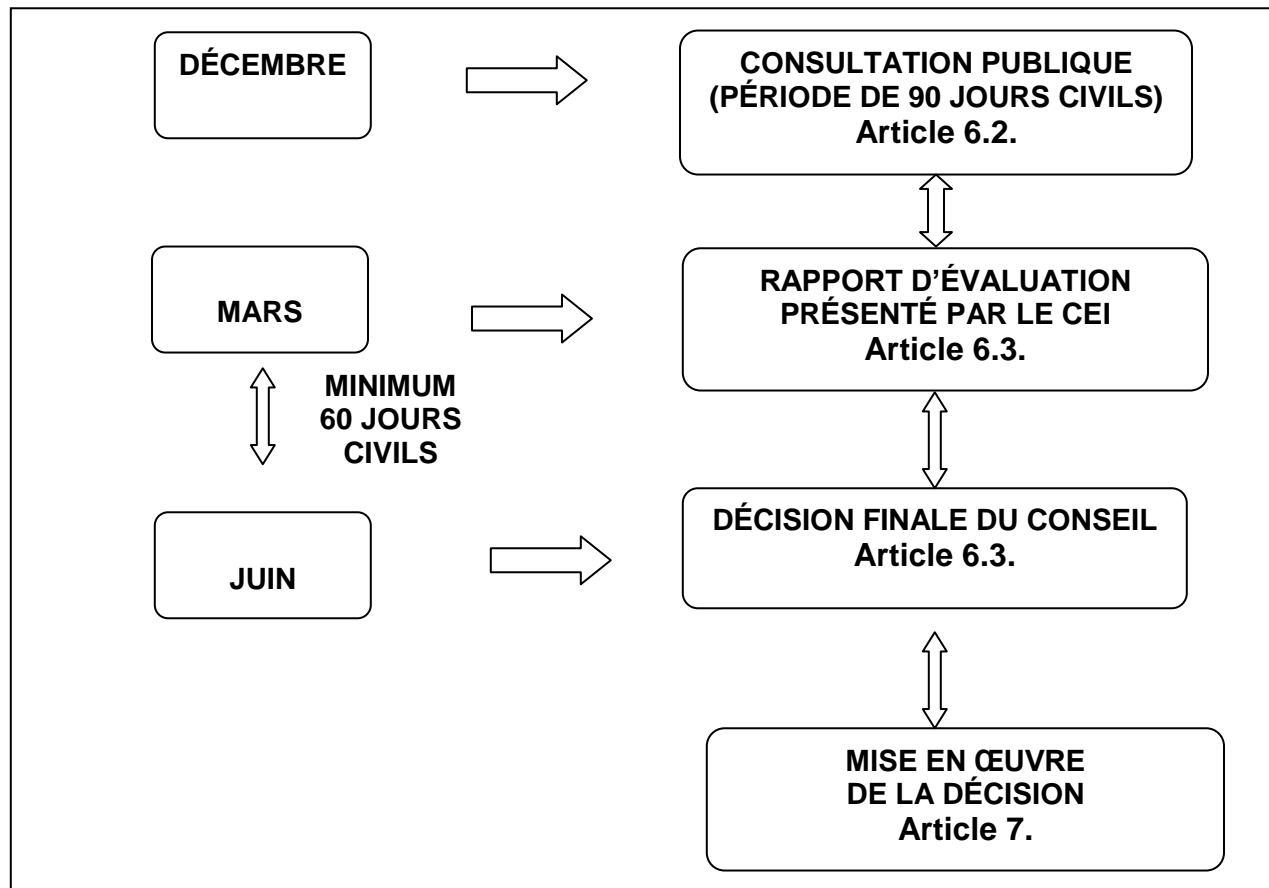 DÉCEMBRE
CONSULTATION PUBLIQUE
(PÉRIODE DE 90 JOURS CIVILS)
Article 6.2.
MARS
RAPPORT D’ÉVALUATION
PRÉSENTÉ PAR LE CEI
Article 6.3.
MINIMUM
60 JOURS
CIVILS
JUIN
DÉCISION FINALE DU CONSEIL
Article 6.3.
MISE EN ŒUVRE
DE LA DÉCISION
Article 7.